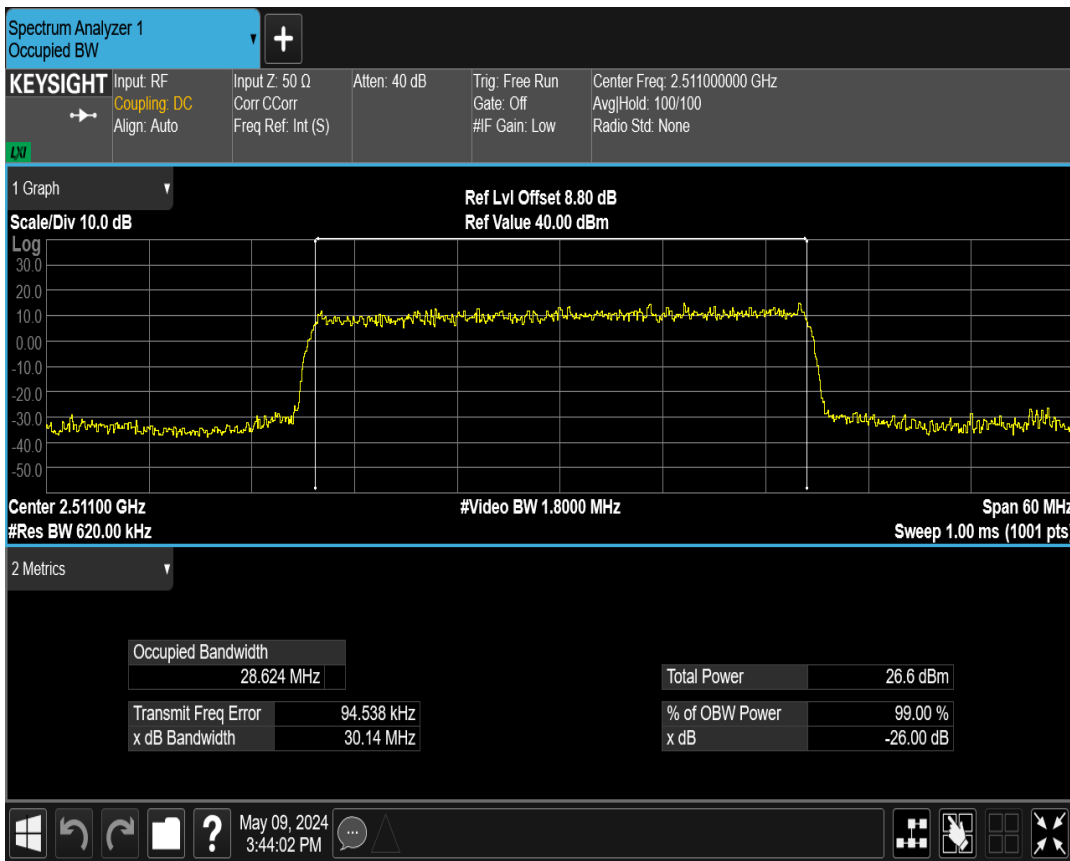 Spectrum Analyzer 1
Occupied BW
KEYSIGHT
LXI
Input: RF
Coupling: DC
Align: Auto
Input Z: 50 Ω
Corr CCorr
Freq Ref: Int (S)
Atten: 40 dB
Trig: Free Run
Gate: Off
#IF Gain: Low
Center Freq: 2.511000000 GHz
Avg|Hold: 100/100
Radio Std: None
1 Graph
Scale/Div 10.0 dB
Ref Lvl Offset 8.80 dB
Ref Value 40.00 dBm
Log
30.0
20.0
10.0
0.00
-10.0
-20.0
-30.0
-40.0
-50.0
Center 2.51100 GHz
#Video BW 1.8000 MHz
Span 60 MHz
#Res BW 620.00 kHz
Sweep 1.00 ms (1001 pts)
2 Metrics
Occupied Bandwidth
28.624 MHz
Transmit Freq Error 94.538 kHz
x dB Bandwidth 30.14 MHz
Total Power 26.6 dBm
% of OBW Power 99.00 %
x dB -26.00 dB
May 09, 2024
3:44:02 PM